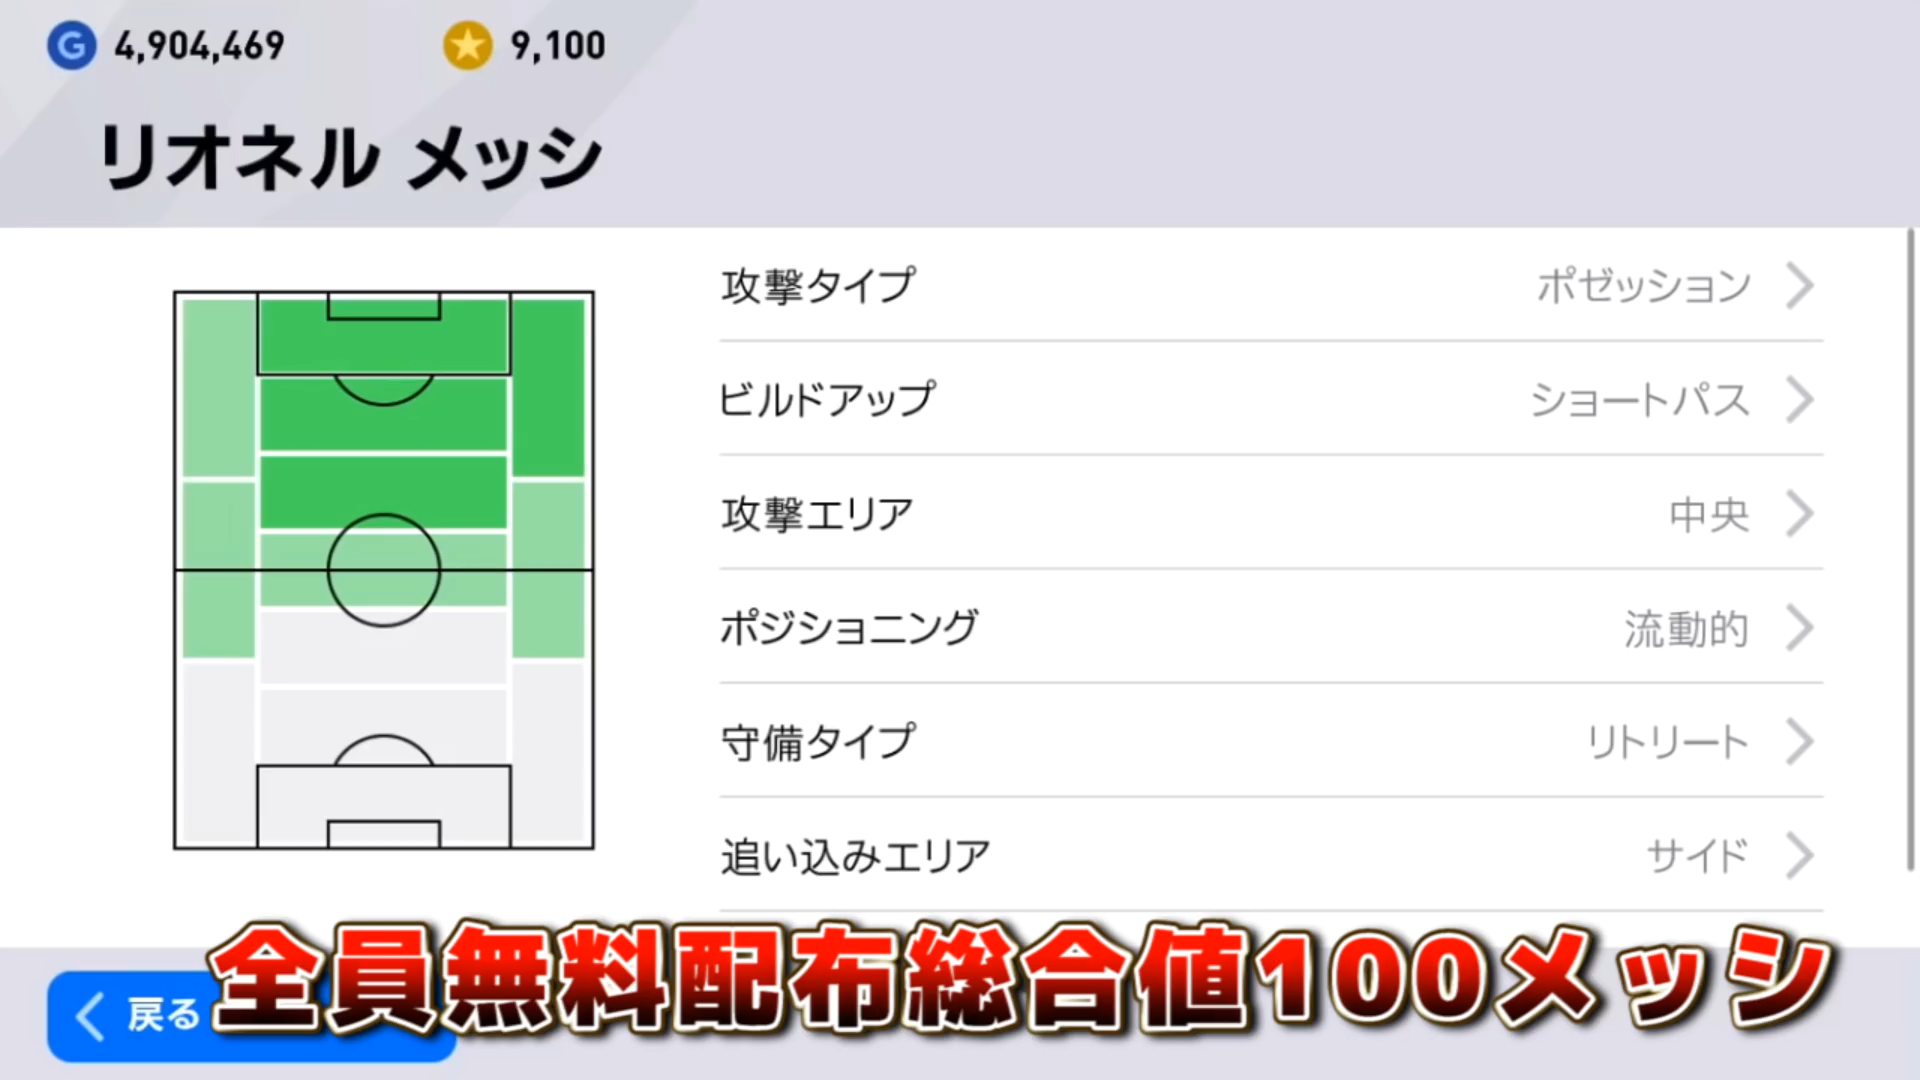 G 4,904,469
9,100
リオネル メッシ
攻撃タイプ ポゼッション
ビルドアップ ショートパス
攻撃エリア 中央
ポジショニング 流動的
守備タイプ リトリート
追い込みエリア サイド
戻る
全員無料配布総合値100メッシ